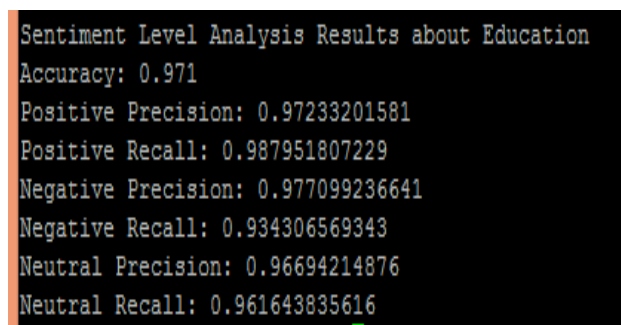 Sentiment Level Analysis Results about Education
Accuracy: 0.971
Positive Precision: 0.97233201581
Positive Recall: 0.987951807229
Negative Precision: 0.977099236641
Negative Recall: 0.934306569343
Neutral Precision: 0.96694214876
Neutral Recall: 0.961643835616